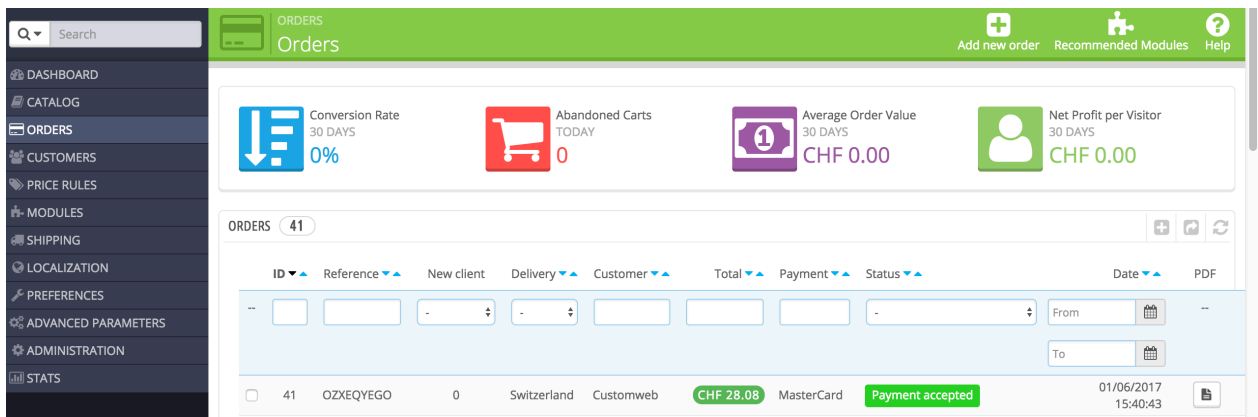 Search
DASHBOARD
CATALOG
ORDERS
CUSTOMERS
PRICE RULES
MODULES
SHIPPING
LOCALIZATION
PREFERENCES
ADVANCED PARAMETERS
ADMINISTRATION
STATS
ORDERS
Orders
Add new order Recommended Modules Help
Conversion Rate
30 DAYS
0%
Abandoned Carts
TODAY
0
1
Average Order Value
30 DAYS
CHF 0.00
Net Profit per Visitor
30 DAYS
CHF 0.00
ORDERS 41
ID Reference New client Delivery Customer Total Payment Status Date PDF
-- - - - From --
To
41 OZXEQYEGO 0 Switzerland Customweb CHF 28.08 MasterCard Payment accepted 01/06/2017
15:40:43